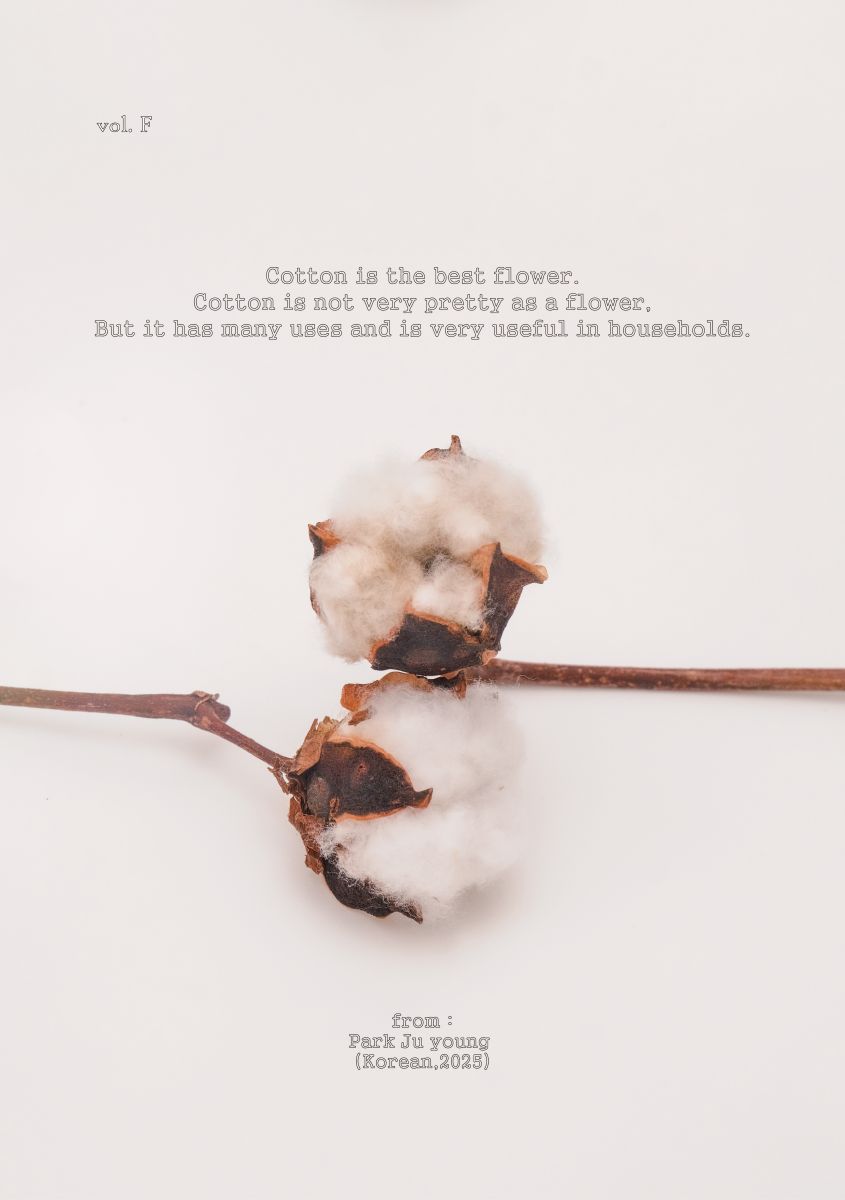 vol. F
Cotton is the best flower.
Cotton is not very pretty as a flower,
But it has many uses and is very useful in households.
from :
Park Ju young
(Korean,2025)